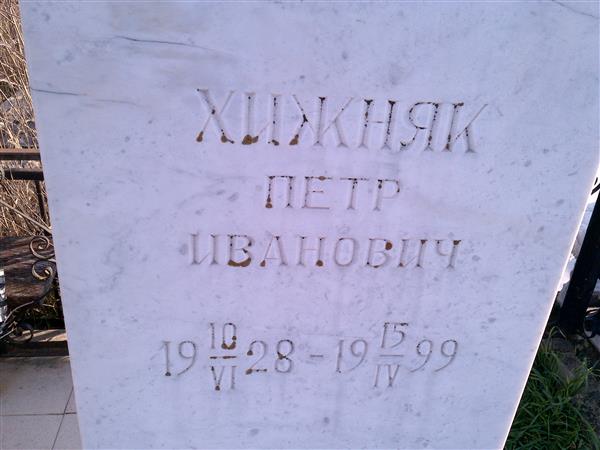 ХИЖНЯК
ПЕТР
ИВАНОВИЧ
19 10/VI 28 - 19 15/IV 99